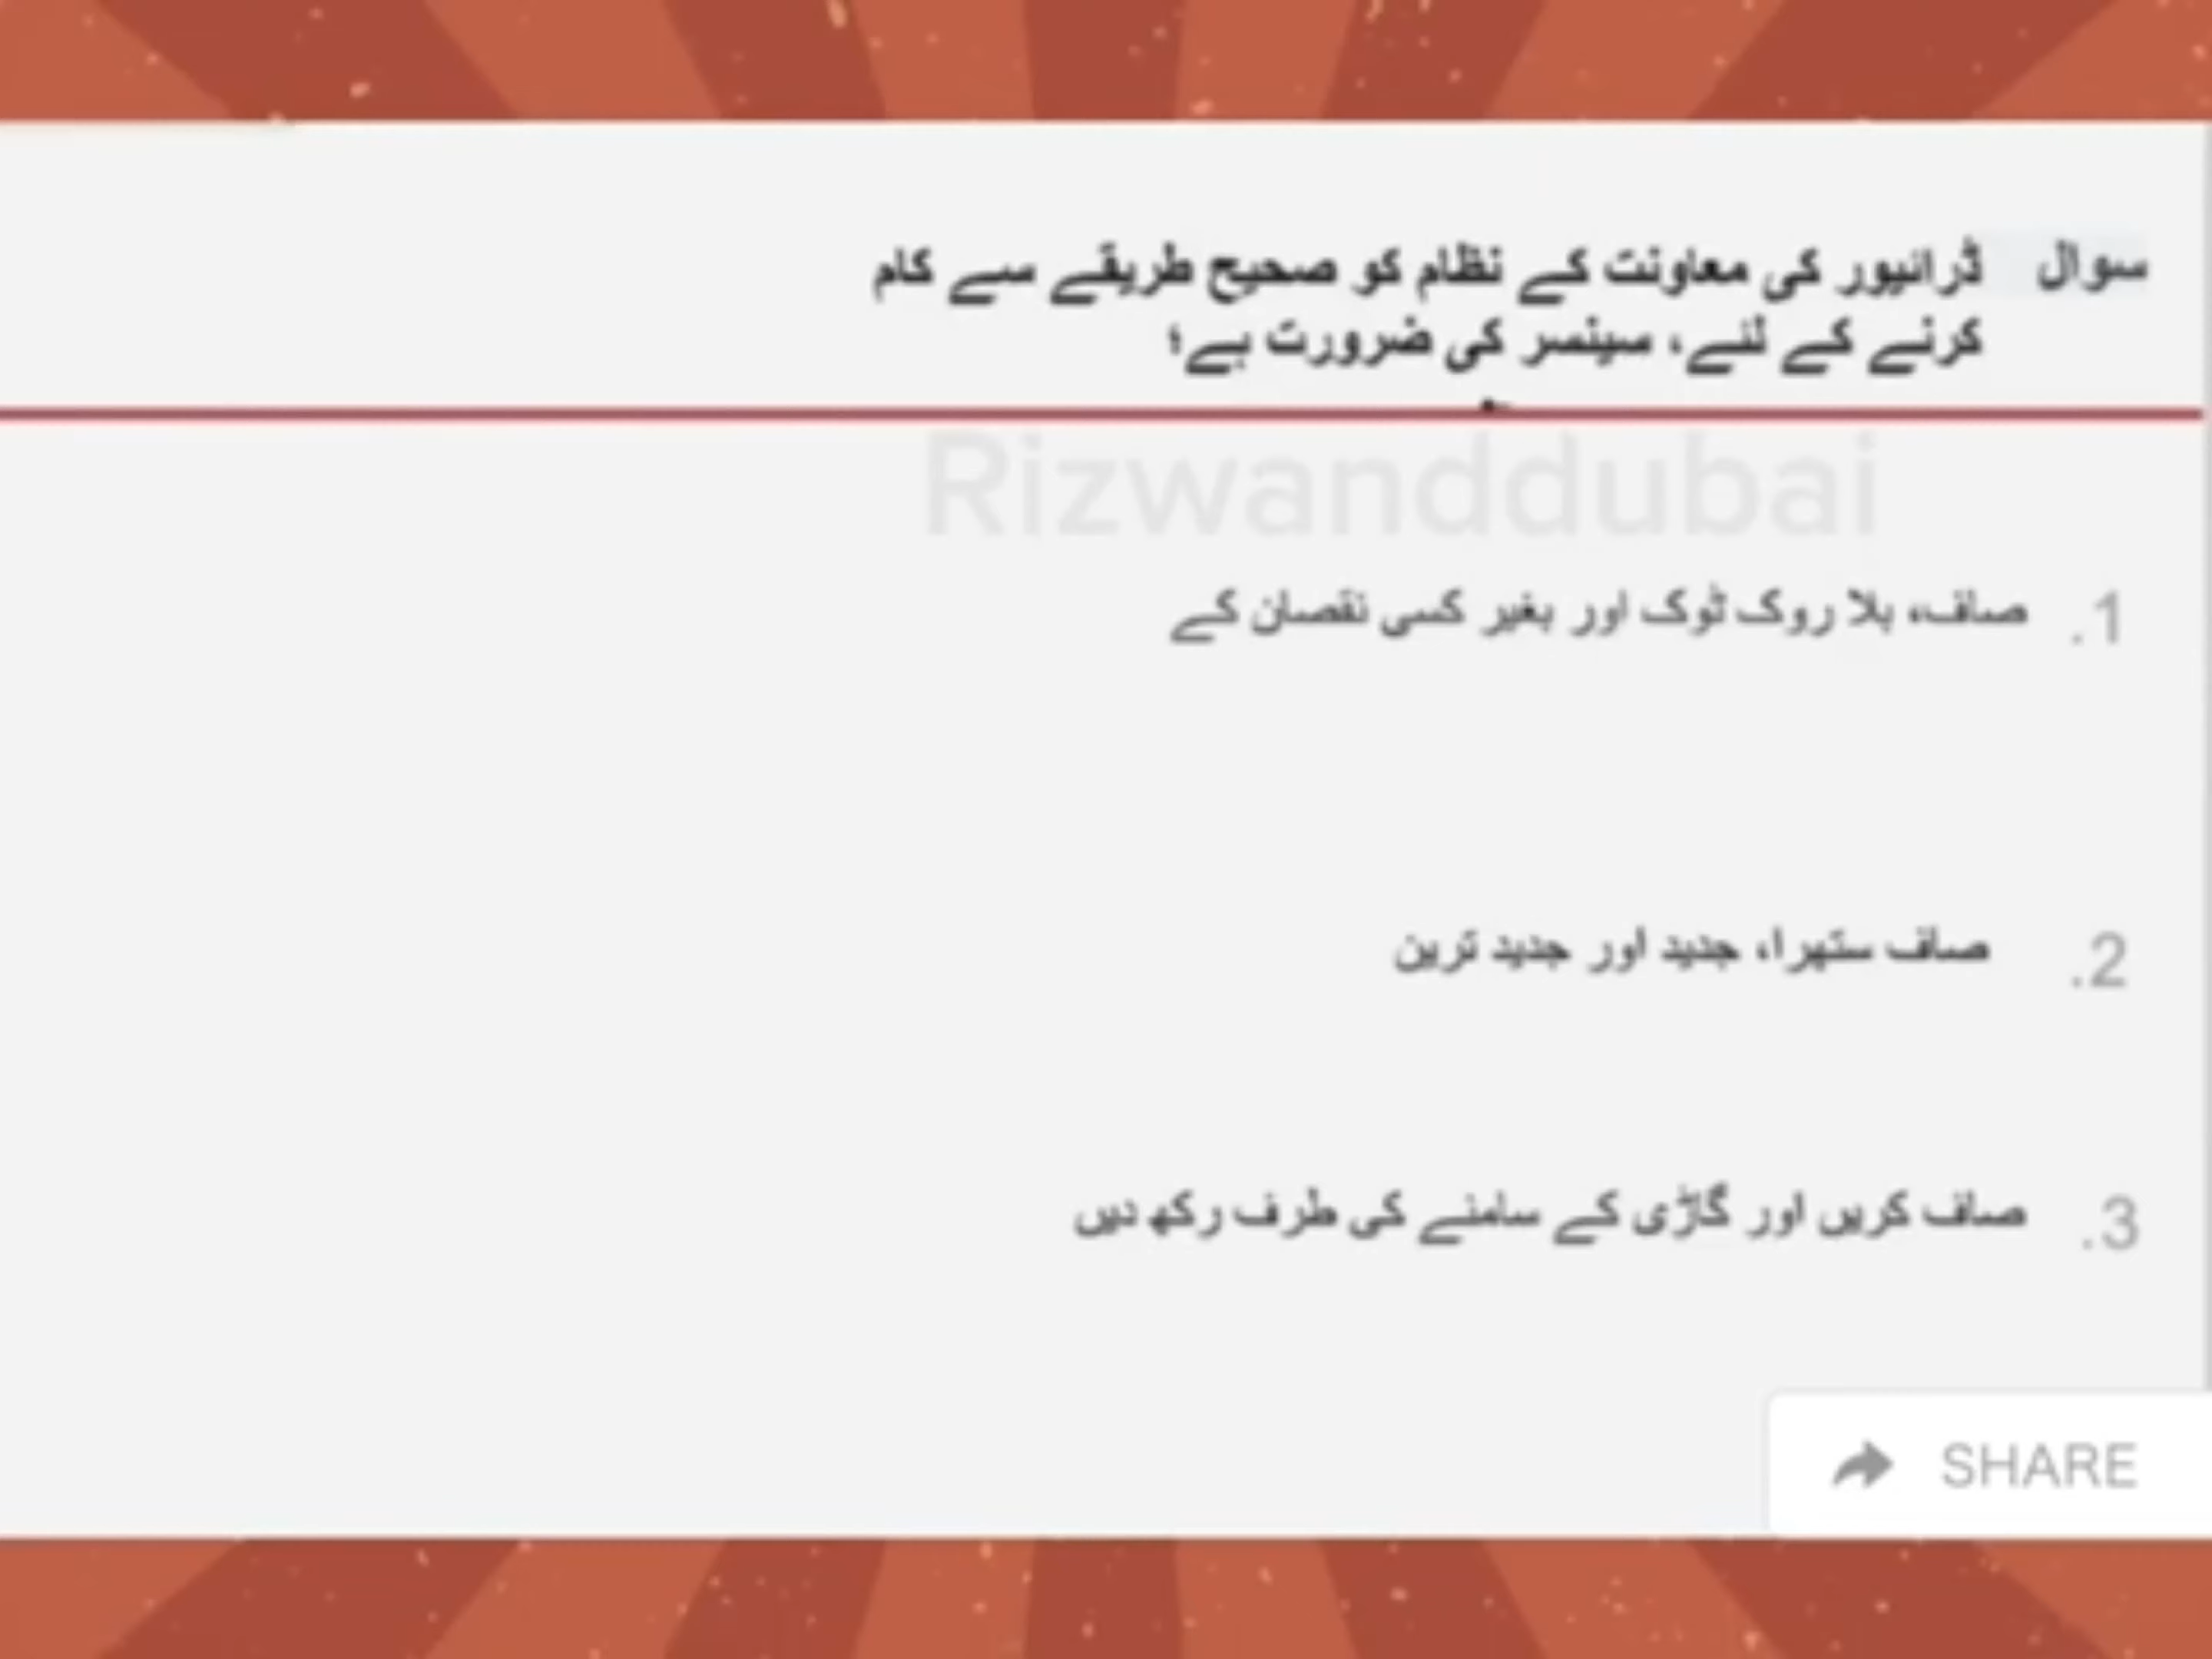 سوال ڈرائیور کی معاونت کے نظام کو صحیح طریقے سے کام
کرنے کے لئے، سینسر کی ضرورت ہے؛
Rizwanddubai
1. صاف، بلا روک ٹوک اور بغیر کسی نقصان کے
2. صاف ستھرا، جدید اور جدید ترین
3. صاف کریں اور گاڑی کے سامنے کی طرف رکھ دیں
SHARE